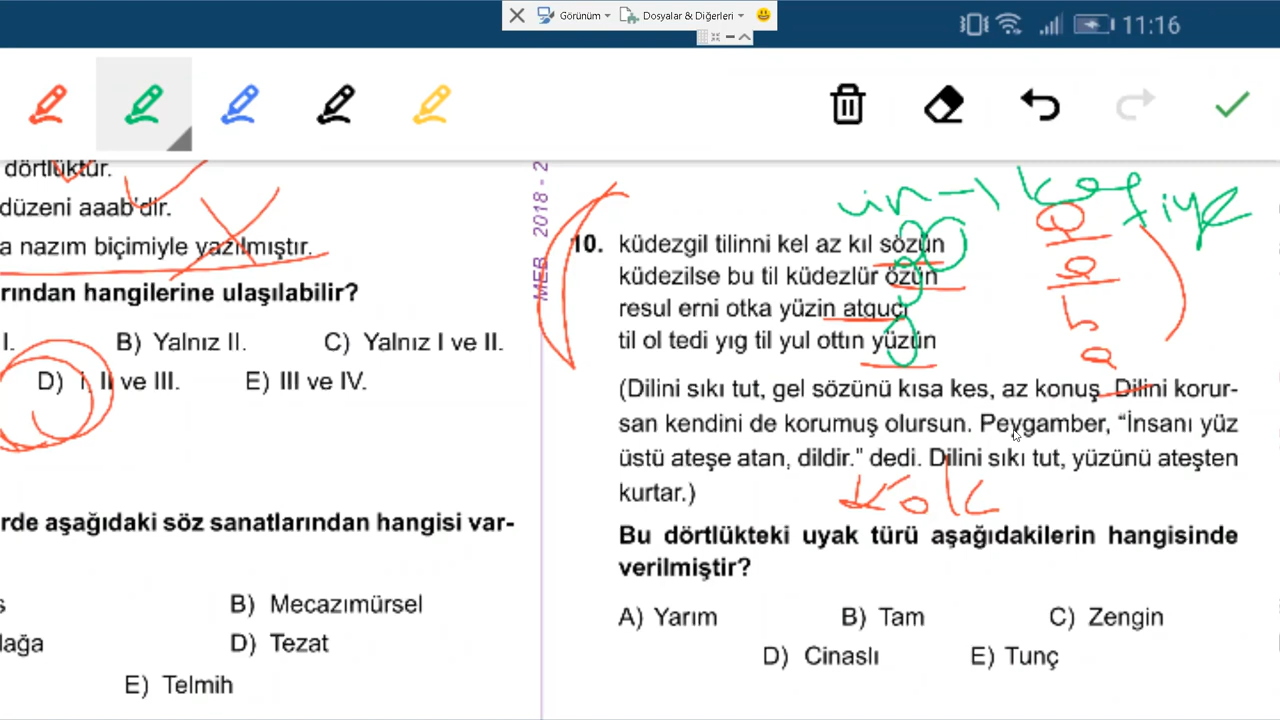 Görünüm Dosyalar & Diğerleri
11:16
dörtlüktür.
düzeni aaab'dir.
a nazım biçimiyle yazılmıştır.
rından hangilerine ulaşılabilir?
I. B) Yalnız II. C) Yalnız I ve II.
D) I, II ve III. E) III ve IV.
rde aşağıdaki söz sanatlarından hangisi var-
s B) Mecazımürsel
lağa D) Tezat
E) Telmih
MEB 2018 - 2
ün kafiye
10. küdezgil tilinni kel az kıl sözün
a
küdezilse bu til küdezlür özün
a
resul erni otka yüzin atguçı
b
til ol tedi yıg til yul ottın yüzün
a
(Dilini sıkı tut, gel sözünü kısa kes, az konuş. Dilini korur-
san kendini de korumuş olursun. Peygamber, “İnsanı yüz
üstü ateşe atan, dildir.” dedi. Dilini sıkı tut, yüzünü ateşten
kurtar.)
Bu dörtlükteki uyak türü aşağıdakilerin hangisinde
verilmiştir?
A) Yarım B) Tam C) Zengin
D) Cinaslı E) Tunç